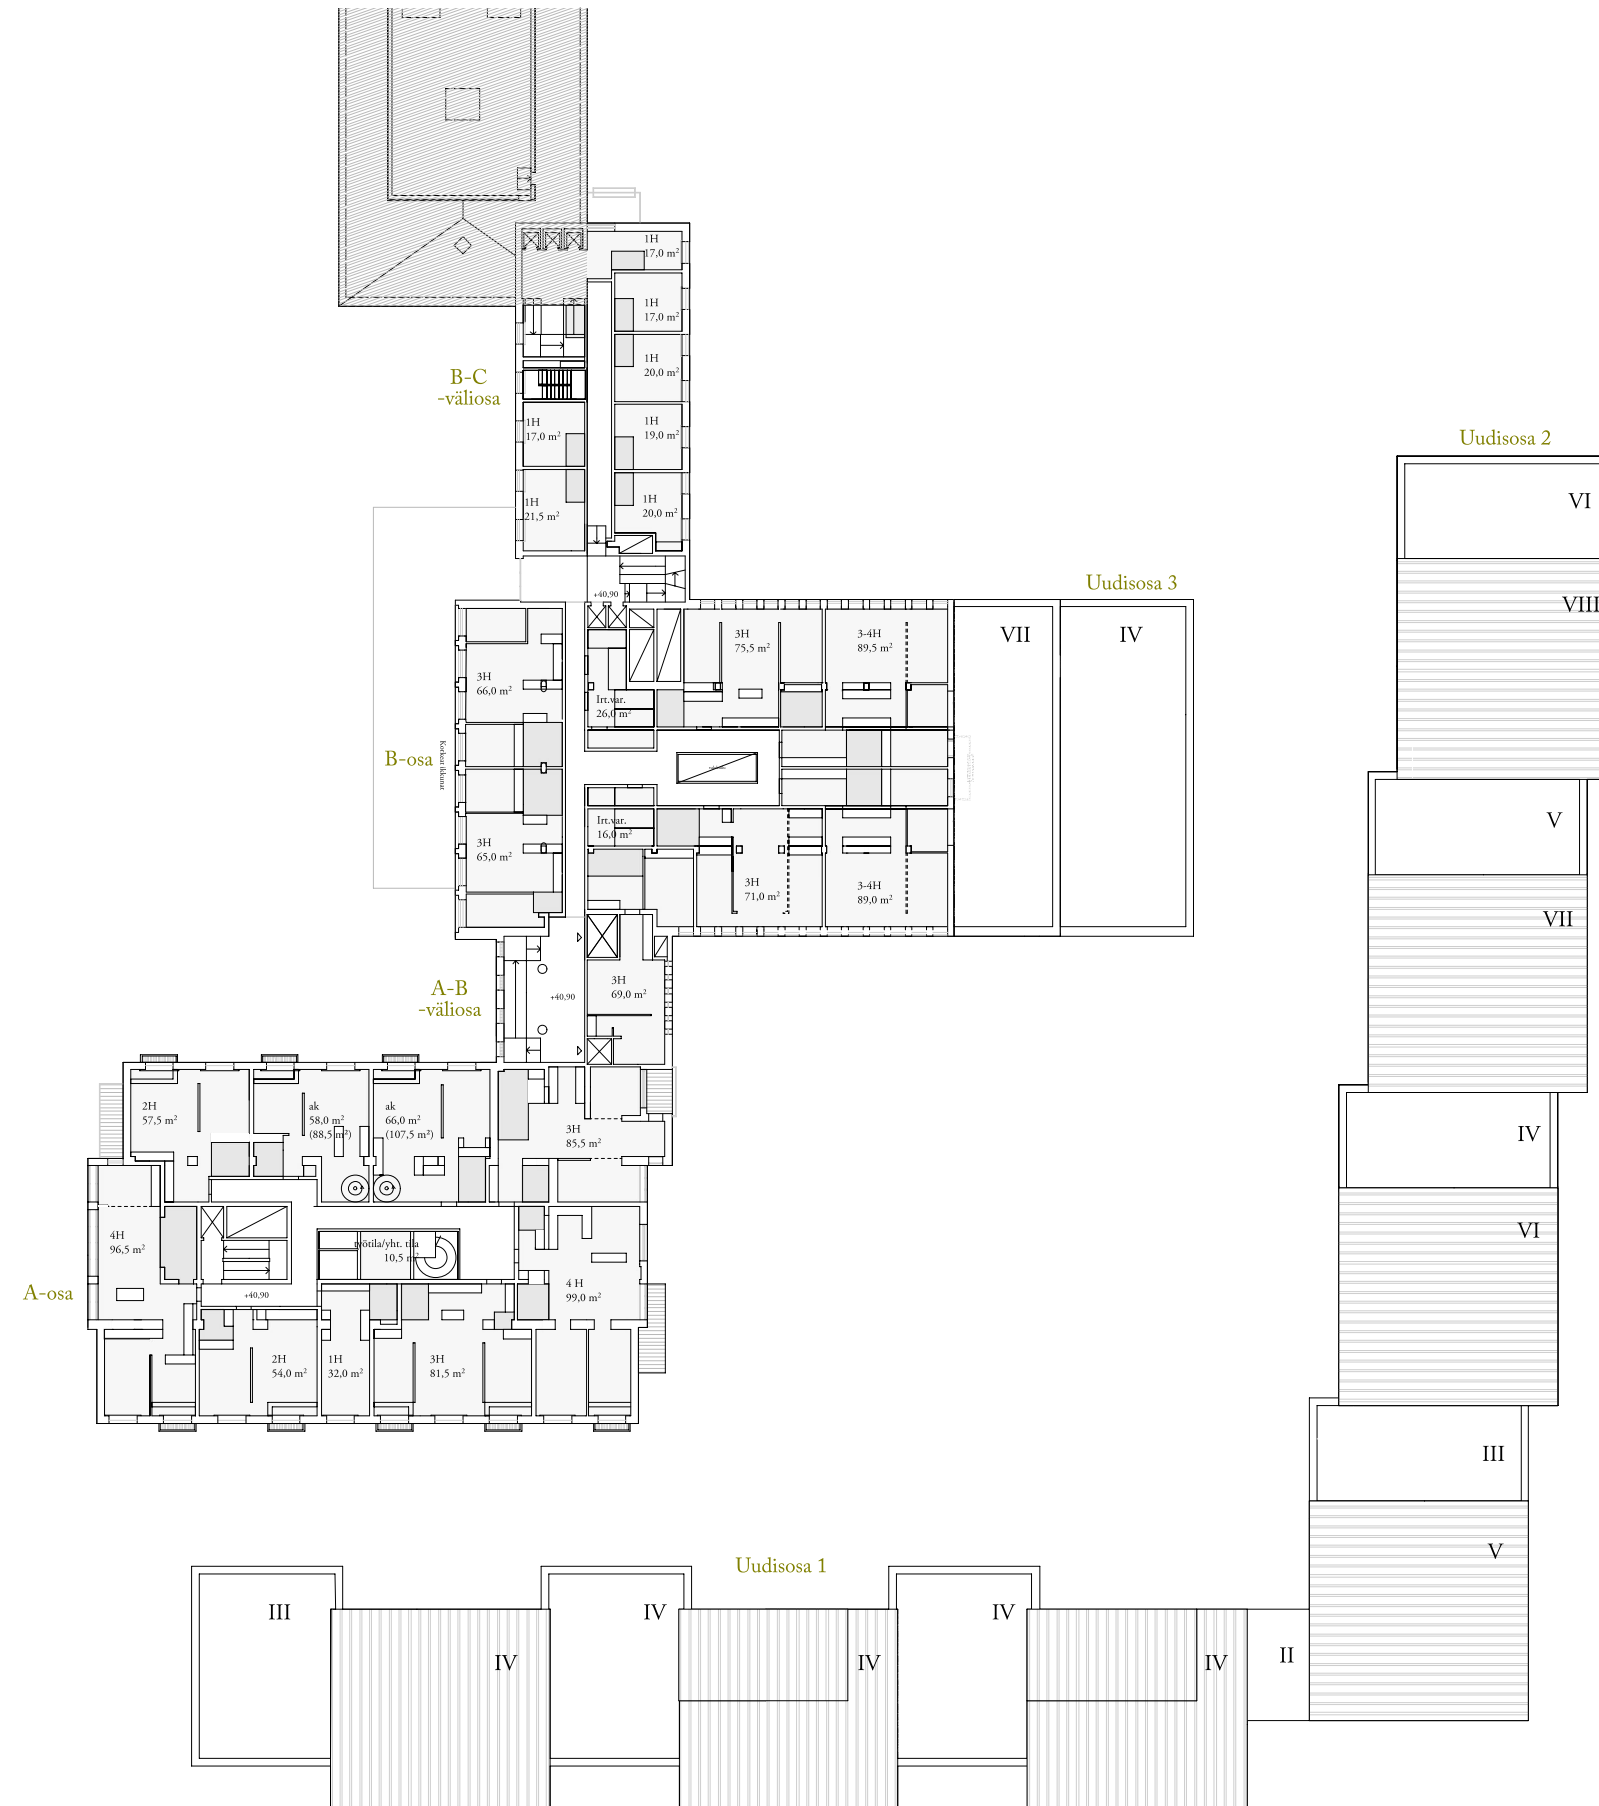 1H
17,0 m²
1H
17,0 m²
1H
20,0 m²
B-C
-väliosa
1H
17,0 m²
1H
19,0 m²
1H
21,5 m²
1H
20,0 m²
Uudisosa 2
VI
VIII
Uudisosa 3
+40,90
3H
75,5 m²
3-4H
89,5 m²
VII
IV
3H
66,0 m²
Irt.var.
26,0 m²
B-osa
Korkeat ikkunat
3H
65,0 m²
Irt.var.
16,0 m²
3H
71,0 m²
3-4H
89,0 m²
V
VII
A-B
-väliosa
+40,90
3H
69,0 m²
2H
57,5 m²
ak
58,0 m²
(88,5 m²)
ak
66,0 m²
(107,5 m²)
3H
85,5 m²
IV
VI
4H
96,5 m²
työtila/yht. tila
10,5 m²
A-osa
+40,90
4 H
99,0 m²
2H
54,0 m²
1H
32,0 m²
3H
81,5 m²
III
V
Uudisosa 1
III
IV
IV
IV
IV
IV
II